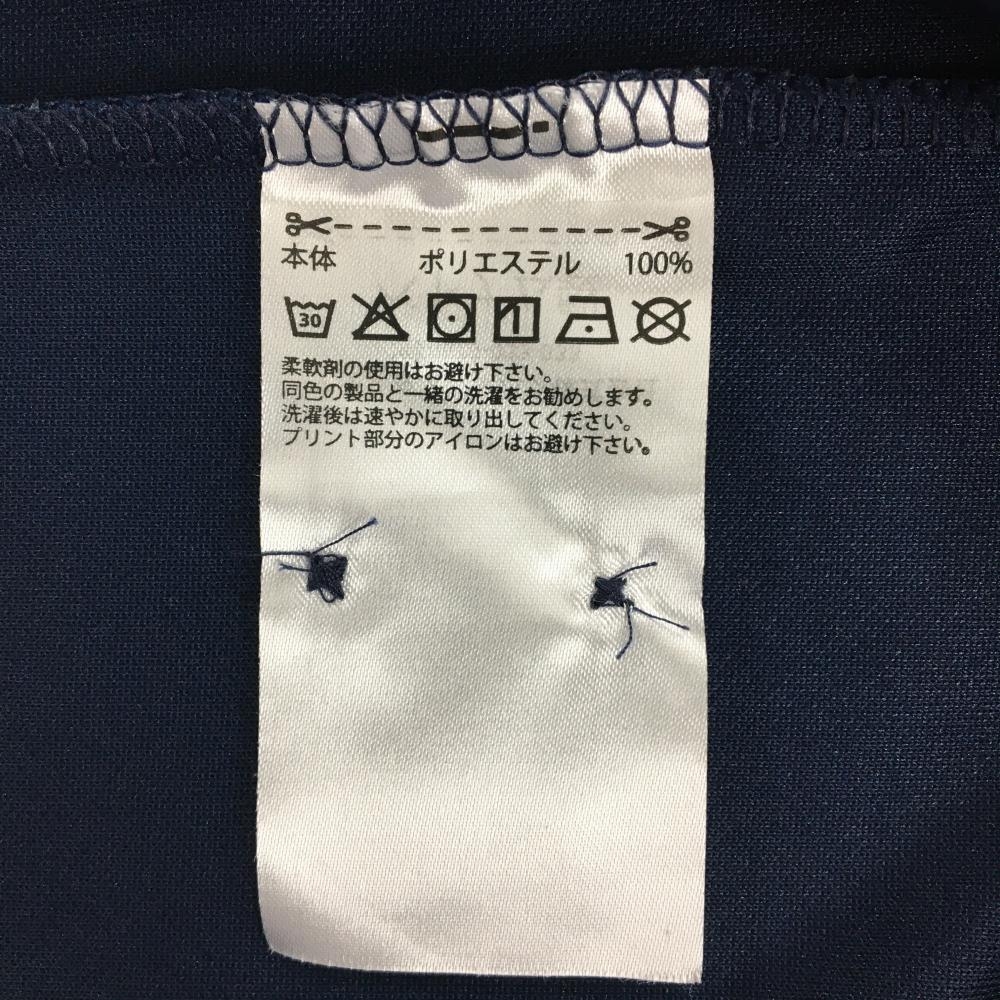 本体 ポリエステル 100%
30
柔軟剤の使用はお避け下さい。
同色の製品と一緒の洗濯をお勧めします。
洗濯後は速やかに取り出してください。
プリント部分のアイロンはお避け下さい。